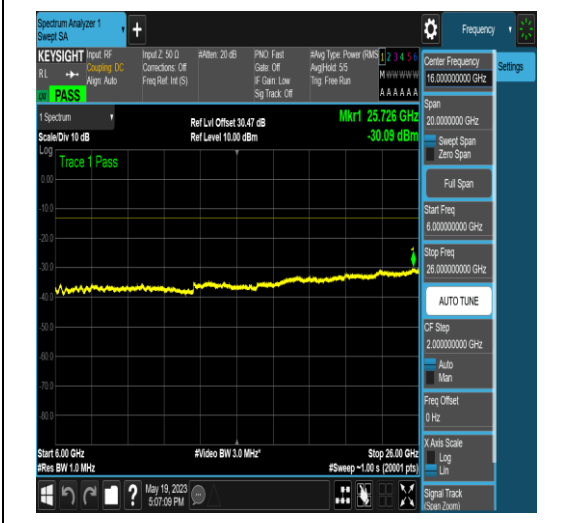 Spectrum Analyzer 1
Swept SA
+
Frequency
KEYSIGHT Input: RF
RL
Coupling: DC
Align: Auto
PASS
Input Z: 50 Ω
Corrections: Off
Freq Ref: Int (S)
#Atten: 20 dB
PNO: Fast
Gate: Off
IF Gain: Low
Sig Track: Off
#Avg Type: Power (RMS
Avg|Hold: 5/5
Trig: Free Run
1 2 3 4 5 6
M W W W W W
A A A A A A
1 Spectrum
Scale/Div 10 dB
Ref Lvl Offset 30.47 dB
Ref Level 10.00 dBm
Mkr1 25.726 GHz
-30.09 dBm
Log
Trace 1 Pass
0.00
-10.0
-20.0
-30.0
-40.0
-50.0
-60.0
-70.0
-80.0
1
Start 6.00 GHz
#Res BW 1.0 MHz
#Video BW 3.0 MHz*
Stop 26.00 GHz
#Sweep ~1.00 s (20001 pts)
Center Frequency
16.000000000 GHz
Settings
Span
20.0000000 GHz
Swept Span
Zero Span
Full Span
Start Freq
6.000000000 GHz
Stop Freq
26.000000000 GHz
AUTO TUNE
CF Step
2.000000000 GHz
Auto
Man
Freq Offset
0 Hz
X Axis Scale
Log
Lin
Signal Track
(Span Zoom)
?
May 19, 2023
5:07:09 PM